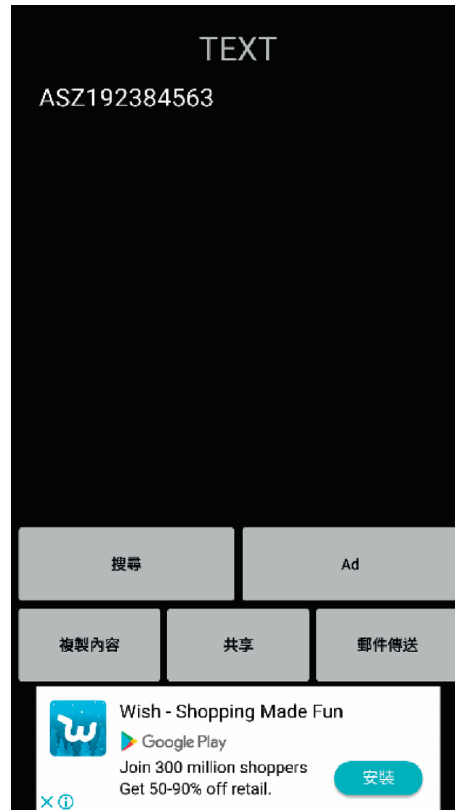 TEXT
ASZ192384563
搜尋
Ad
複製內容
共享
郵件傳送
Wish - Shopping Made Fun
Google Play
Join 300 million shoppers
Get 50-90% off retail.
安裝